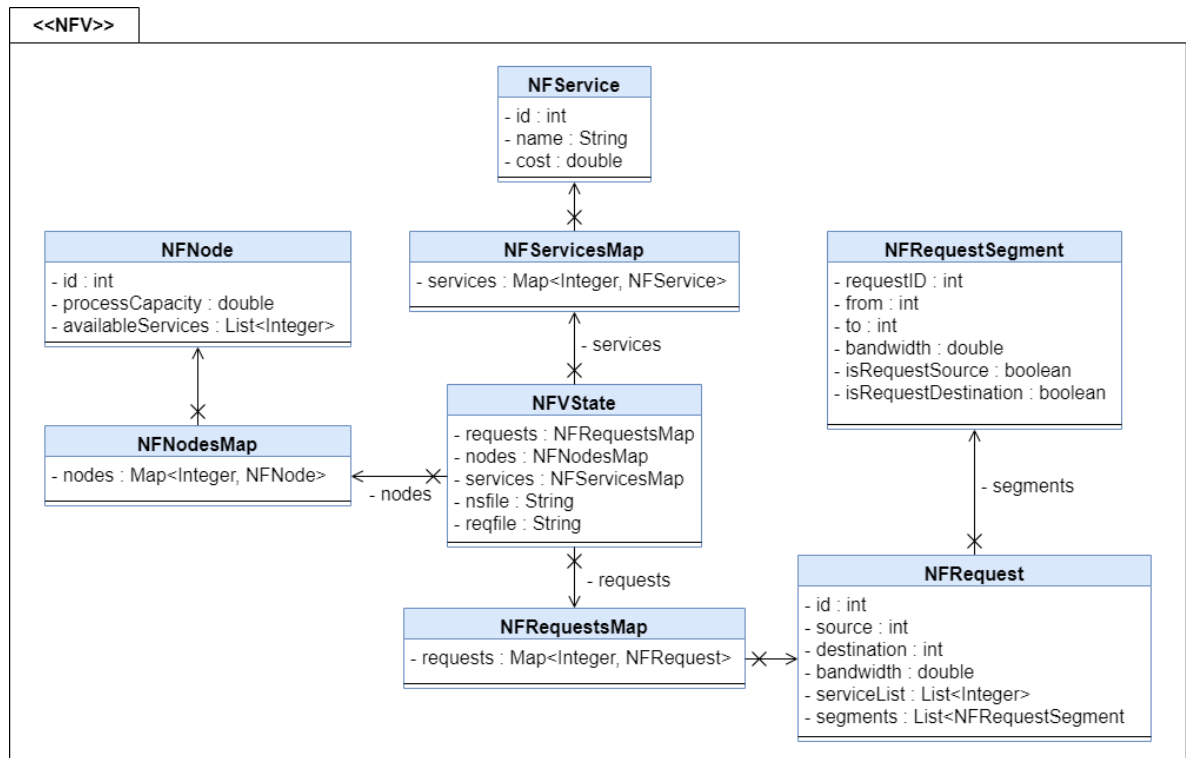 <<NFV>>
NFService
- id : int
- name : String
- cost : double
NFNode
- id : int
- processCapacity : double
- availableServices : List<Integer>
NFServicesMap
- services : Map<Integer, NFService>
NFRequestSegment
- requestID : int
- from : int
- to : int
- bandwidth : double
- isRequestSource : boolean
- isRequestDestination : boolean
- services
NFVState
- requests : NFRequestsMap
- nodes : NFNodesMap
- services : NFServicesMap
- nsfile : String
- reqfile : String
NFNodesMap
- nodes : Map<Integer, NFNode>
- nodes
- segments
- requests
NFRequestsMap
- requests : Map<Integer, NFRequest>
NFRequest
- id : int
- source : int
- destination : int
- bandwidth : double
- serviceList : List<Integer>
- segments : List<NFRequestSegment